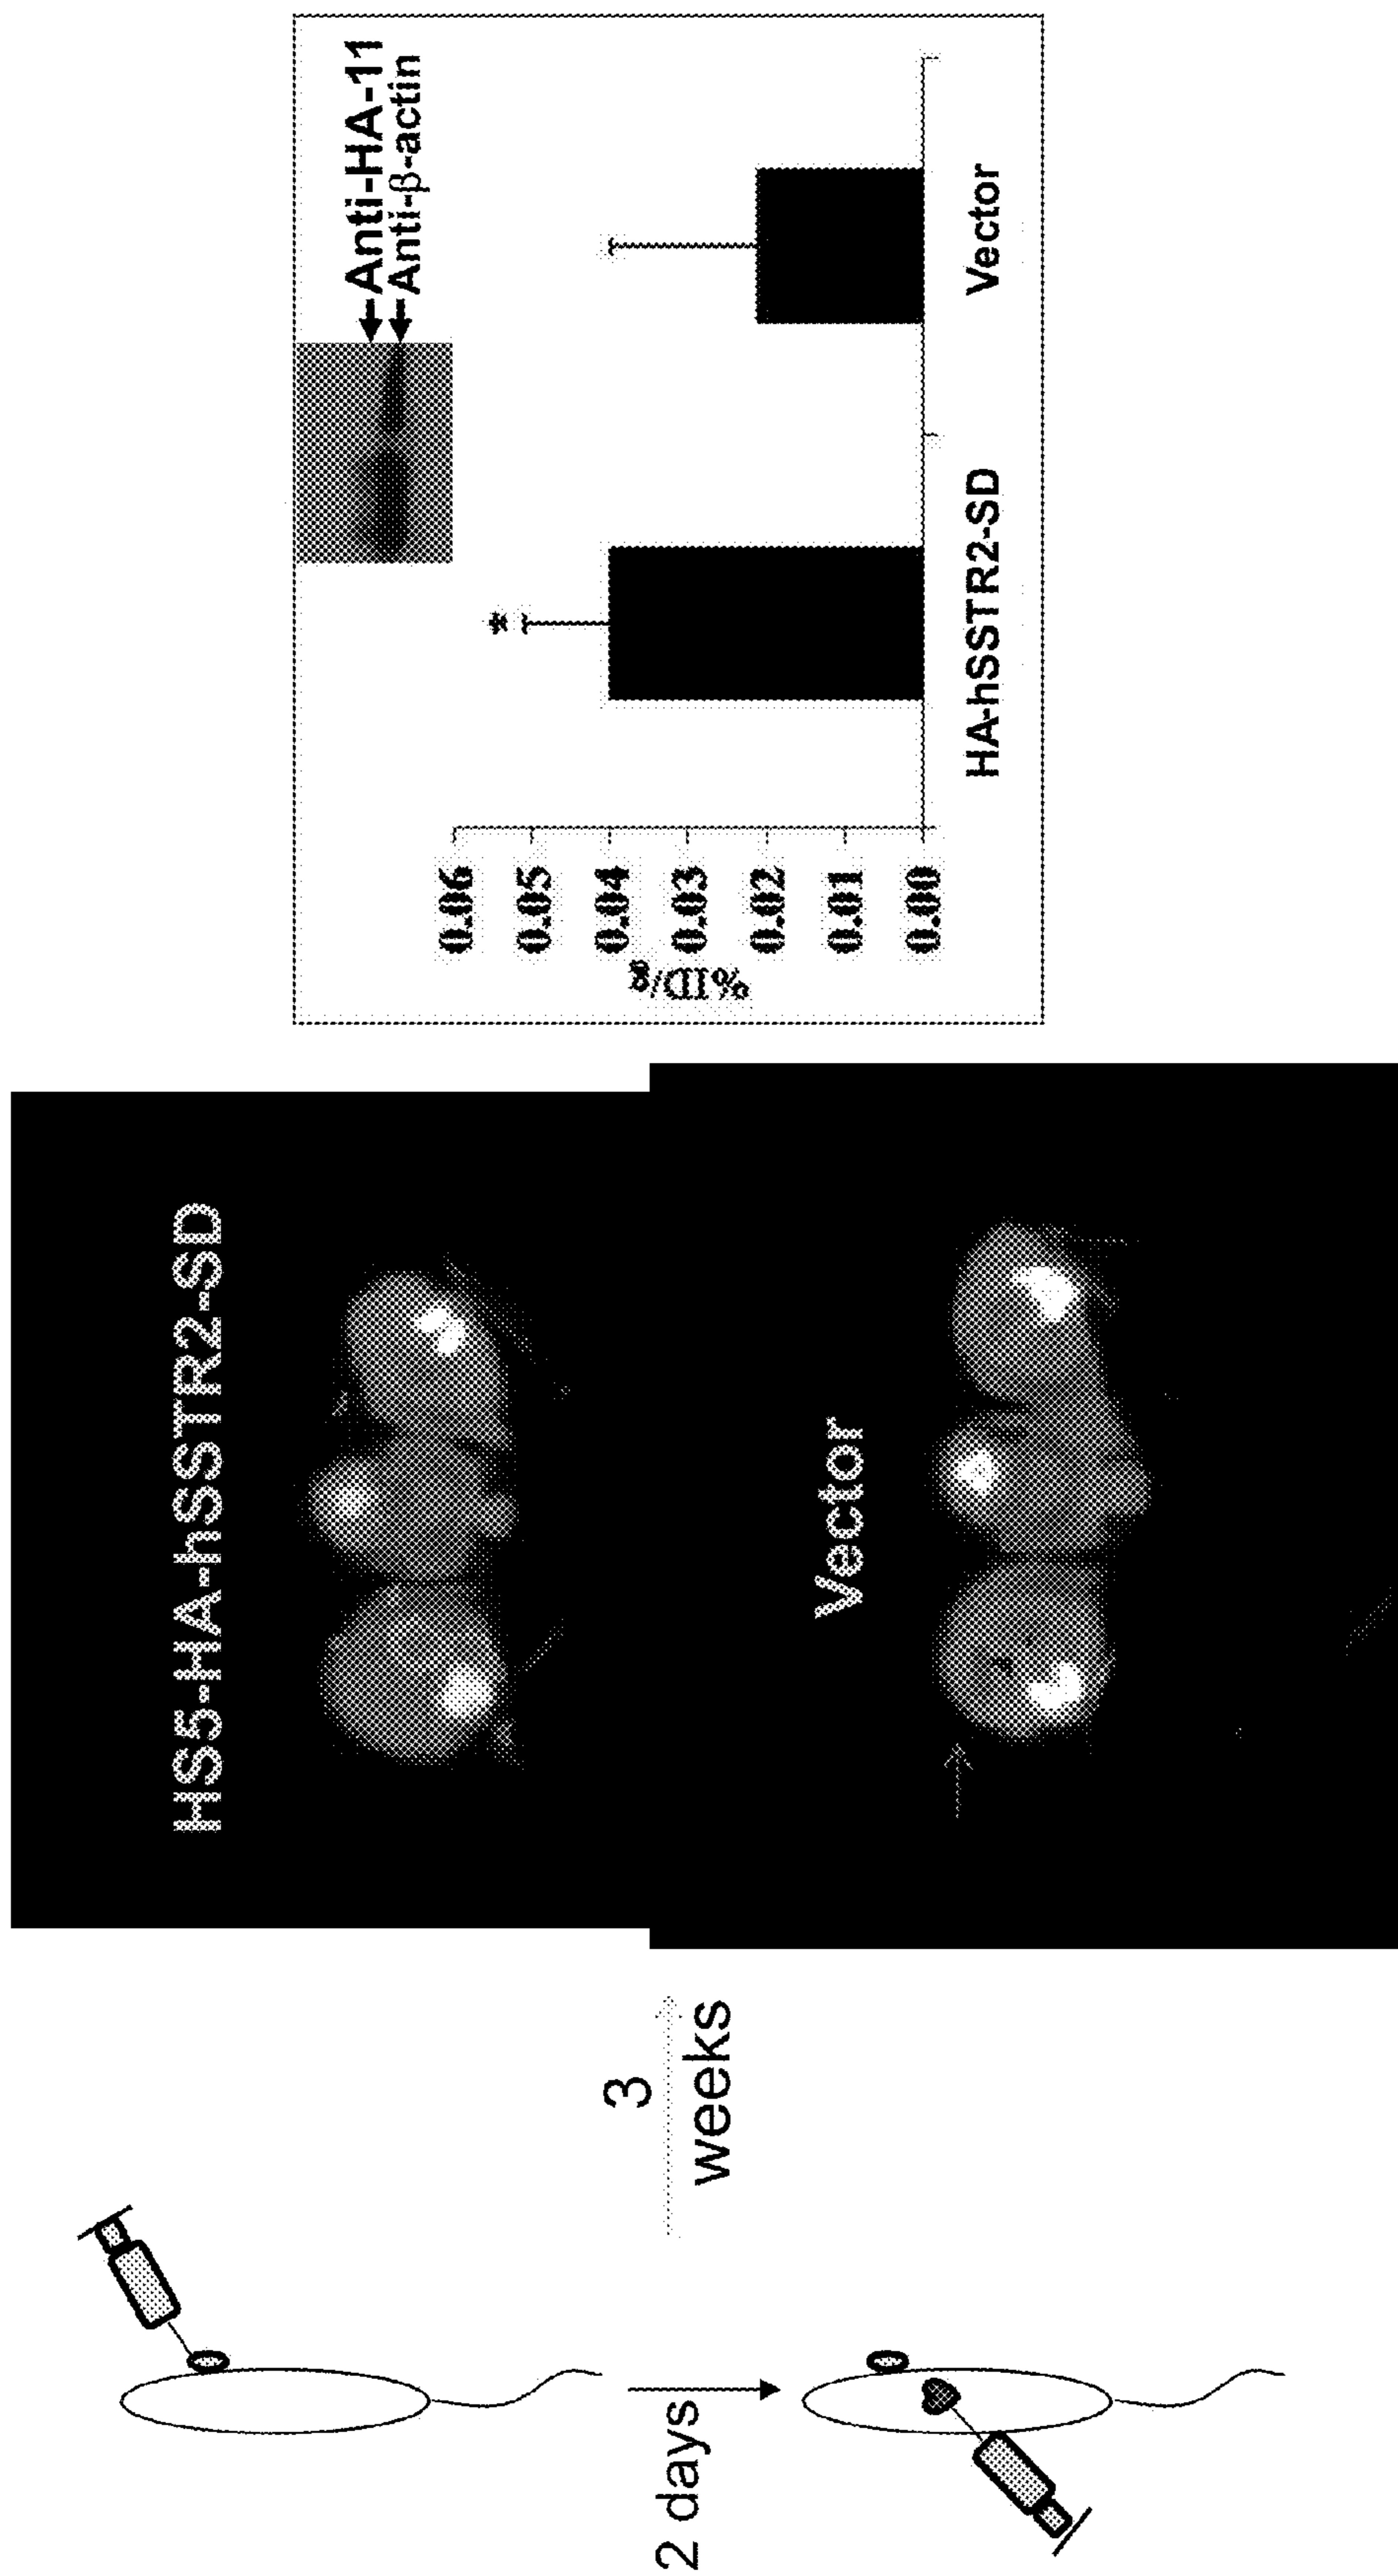 2 days
3
weeks
HS5-HA-hSSTR2-SD
Vector
Anti-HA-11
Anti-β-actin
%ID/g
0.06
0.05
0.04
0.03
0.02
0.01
0.00
*
HA-hSSTR2-SD
Vector